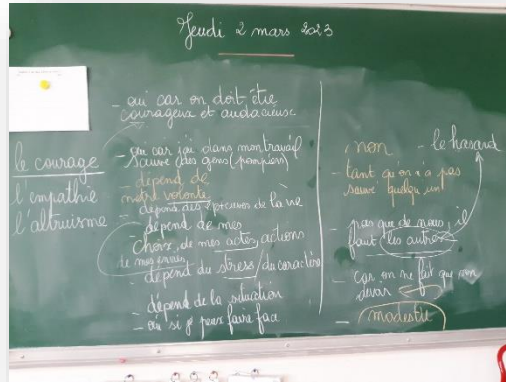 Jeudi 2 mars 2023
le courage
l'empathie
l'altruisme
- oui car on doit être
courageux et audacieux
- oui car j'ai dans mon travail
sauvé des gens (pompiers)
- dépend de
notre volonté
- dépend des épreuves de la vie
- dépend de mes
choix, de mes actes, actions
de mes envies
- dépend du stress / du caractère
- dépend de la situation
- oui si je peux faire face
non
- le hasard
- tant qu'on n'a pas
sauvé quelqu'un
- pas que de nous, il
faut les autres
- car on ne fait que son
devoir
- modestie